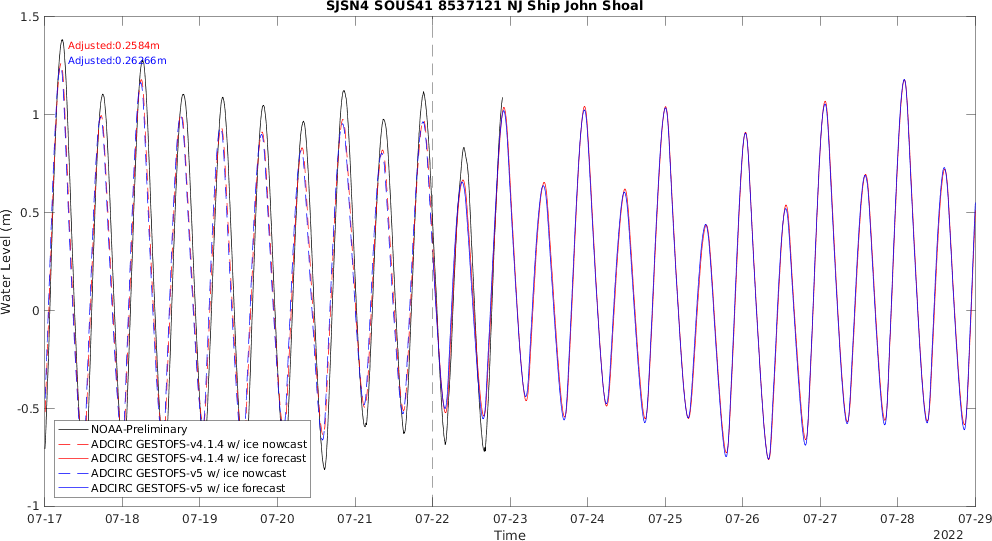 SJSN4 SOUS41 8537121 NJ Ship John Shoal
1.5
1
0.5
0
-0.5
-1
Water Level (m)
Adjusted:0.2584m
Adjusted:0.26266m
NOAA-Preliminary
ADCIRC GESTOFS-v4.1.4 w/ ice nowcast
ADCIRC GESTOFS-v4.1.4 w/ ice forecast
ADCIRC GESTOFS-v5 w/ ice nowcast
ADCIRC GESTOFS-v5 w/ ice forecast
07-17 07-18 07-19 07-20 07-21 07-22 07-23 07-24 07-25 07-26 07-27 07-28 07-29
Time
2022